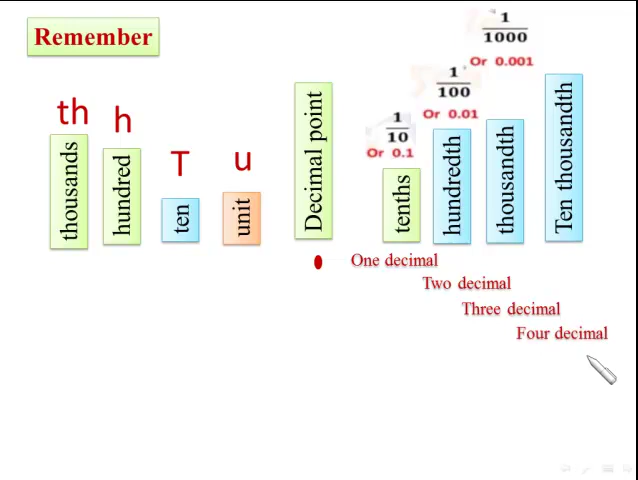 Remember
th h T u
thousands
hundred
ten
unit
Decimal point
1/10
Or 0.1
tenths
1/100
Or 0.01
hundredth
1/1000
Or 0.001
thousandth
Ten thousandth
One decimal
Two decimal
Three decimal
Four decimal